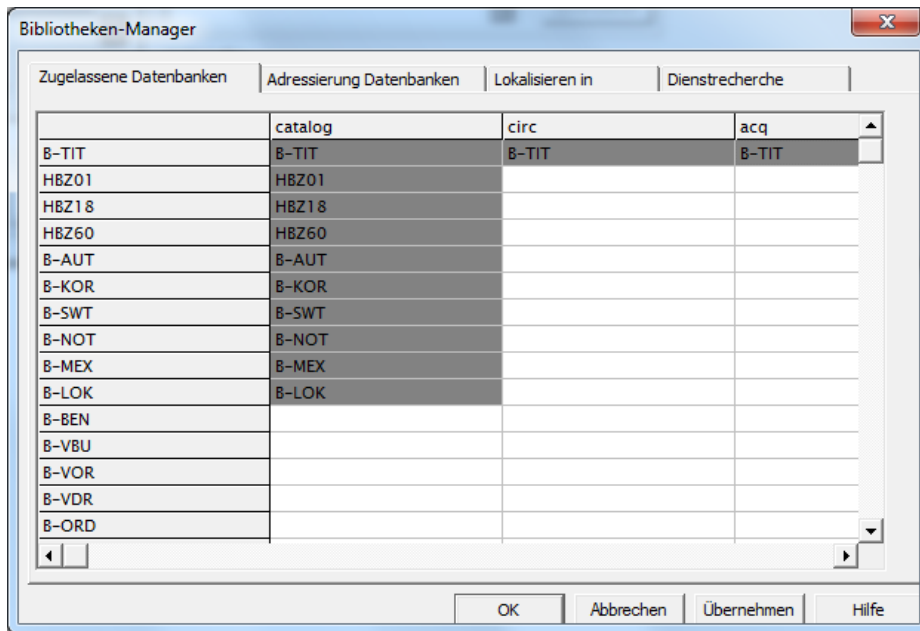 Bibliotheken-Manager
Zugelassene Datenbanken Adressierung Datenbanken Lokalisieren in Dienstrecherche
catalog circ acq
B-TIT B-TIT B-TIT B-TIT
HBZ01 HBZ01
HBZ18 HBZ18
HBZ60 HBZ60
B-AUT B-AUT
B-KOR B-KOR
B-SWT B-SWT
B-NOT B-NOT
B-MEX B-MEX
B-LOK B-LOK
B-BEN
B-VBU
B-VOR
B-VDR
B-ORD
OK Abbrechen Übernehmen Hilfe